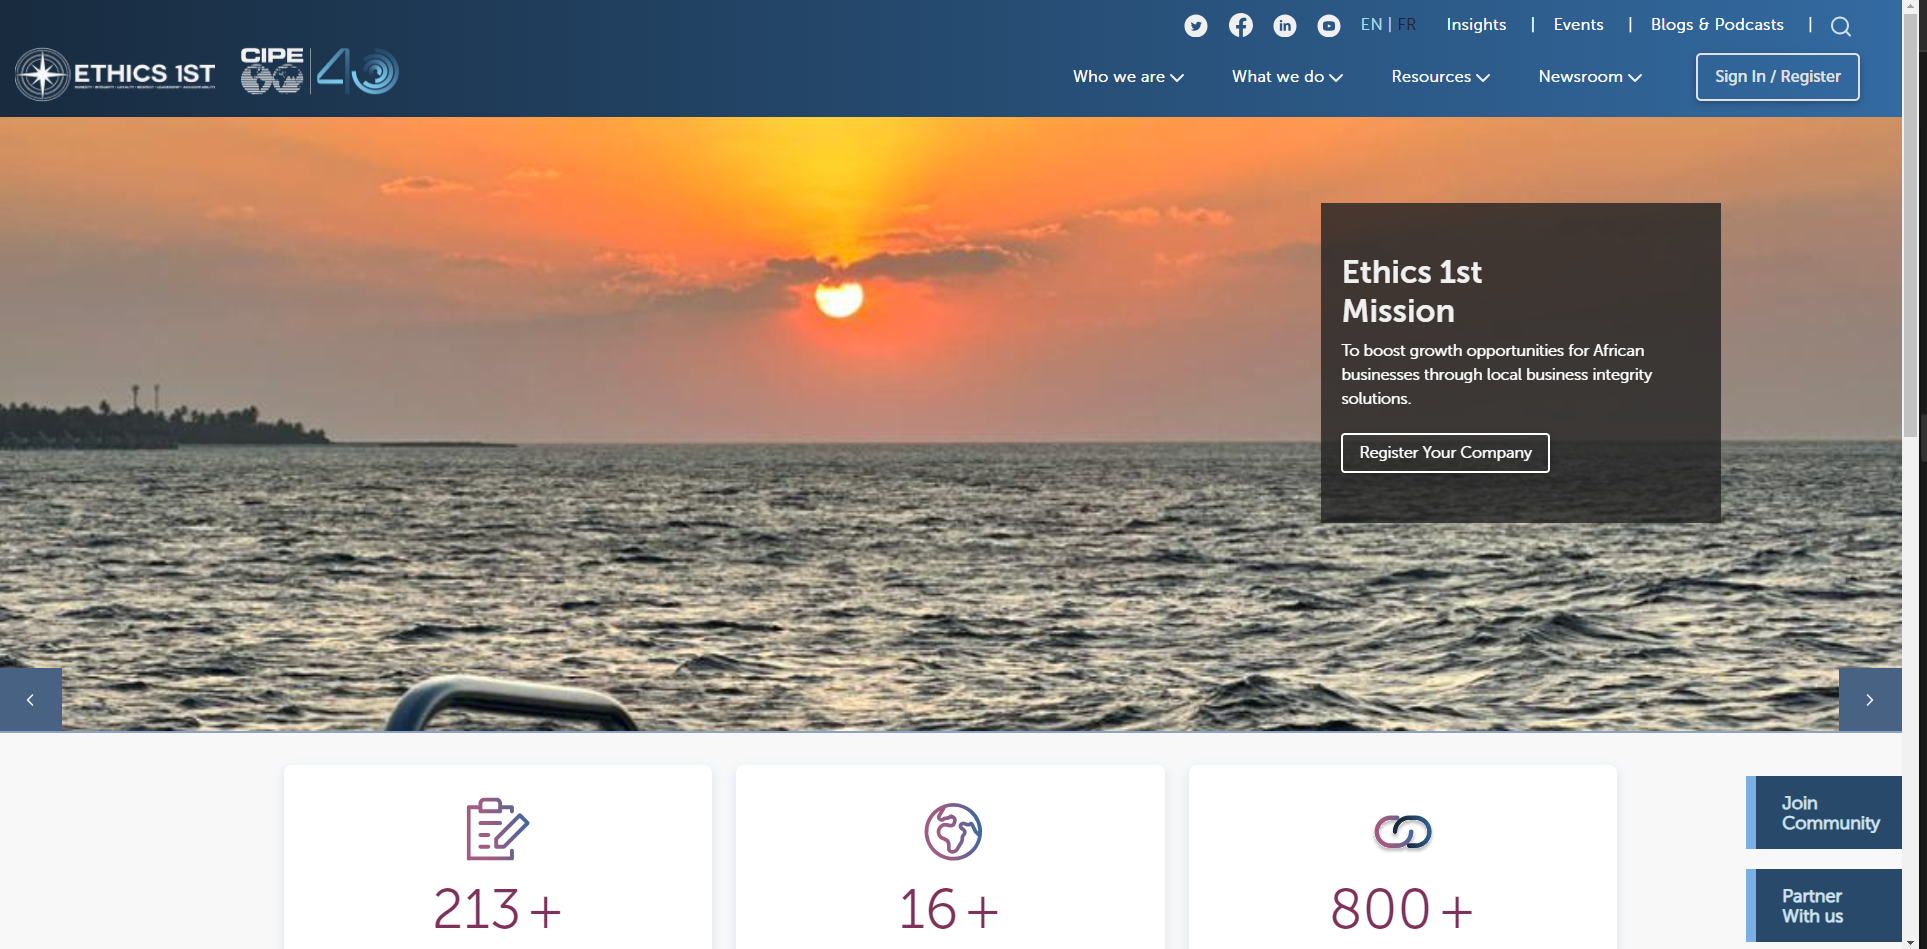 EN | FR
Insights | Events | Blogs & Podcasts |
ETHICS 1ST
CIPE 40
Who we are
What we do
Resources
Newsroom
Sign In / Register
Ethics 1st
Mission
To boost growth opportunities for African
businesses through local business integrity
solutions.
Register Your Company
213 +
16 +
800 +
Join
Community
Partner
With us